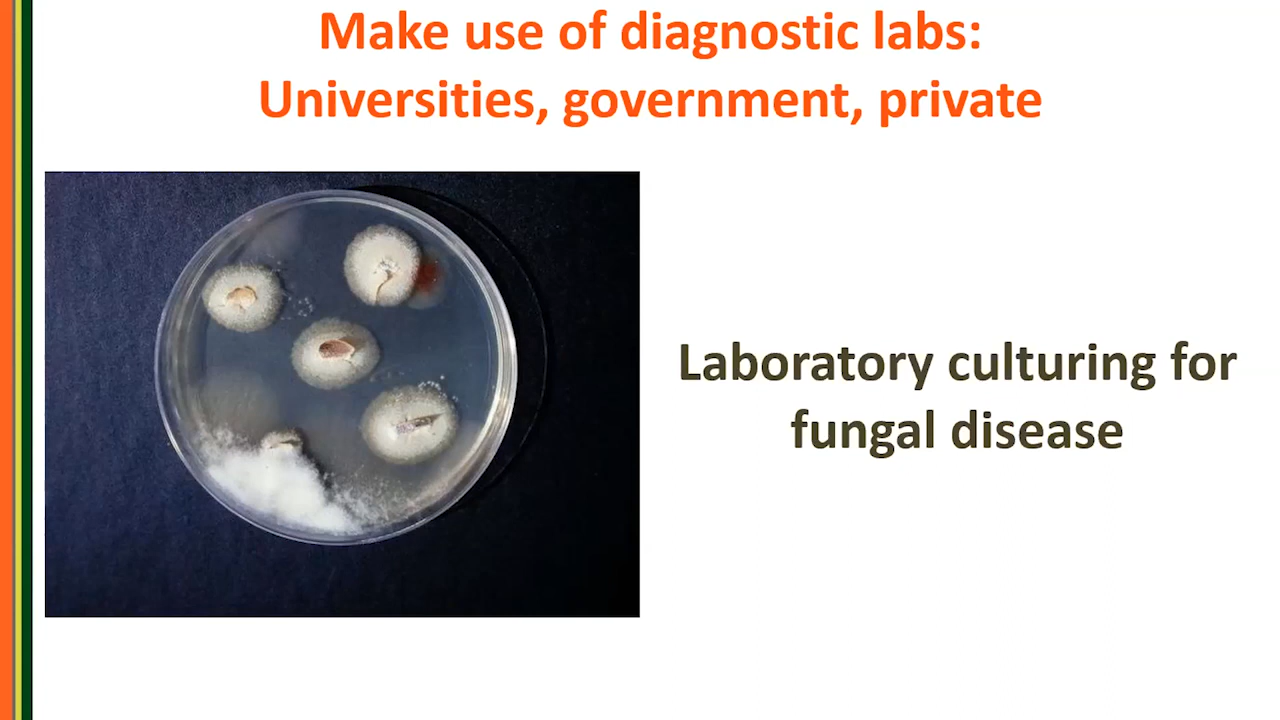 Make use of diagnostic labs:
Universities, government, private
Laboratory culturing for
fungal disease